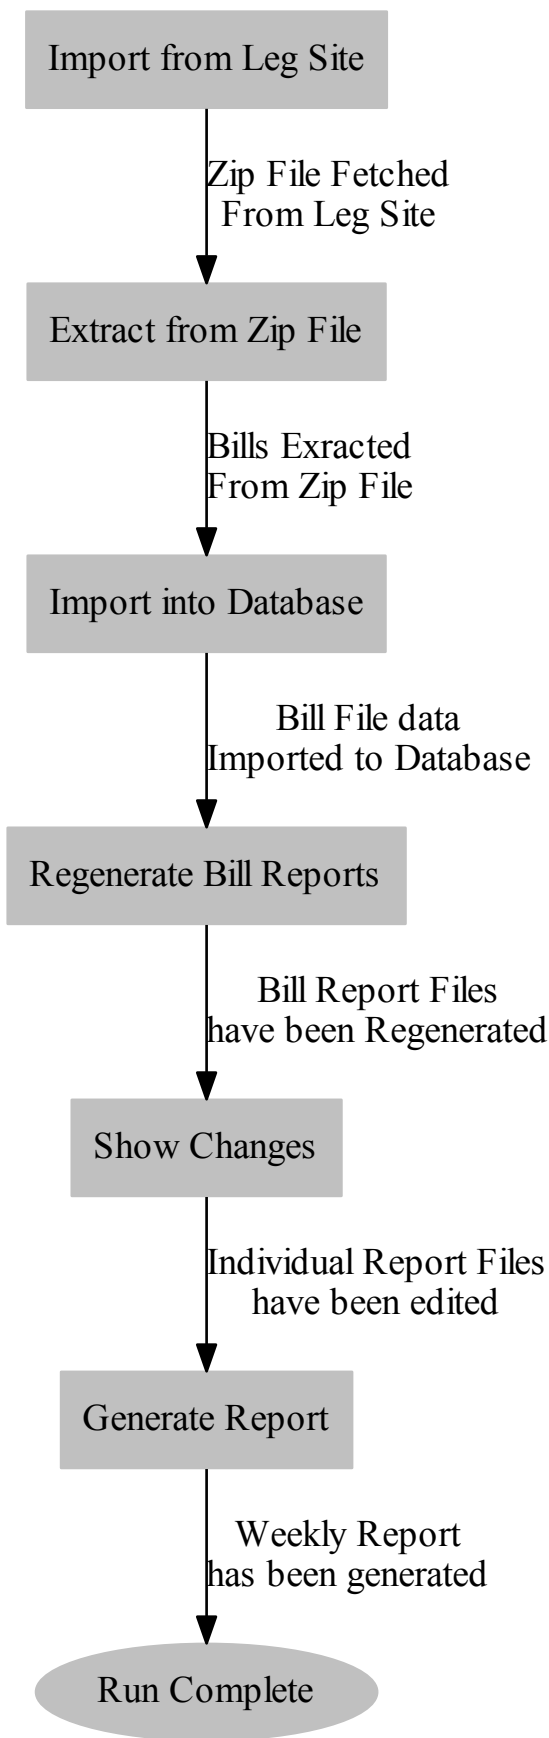 Import from Leg Site
Zip File Fetched
From Leg Site
Extract from Zip File
Bills Exracted
From Zip File
Import into Database
Bill File data
Imported to Database
Regenerate Bill Reports
Bill Report Files
have been Regenerated
Show Changes
Individual Report Files
have been edited
Generate Report
Weekly Report
has been generated
Run Complete